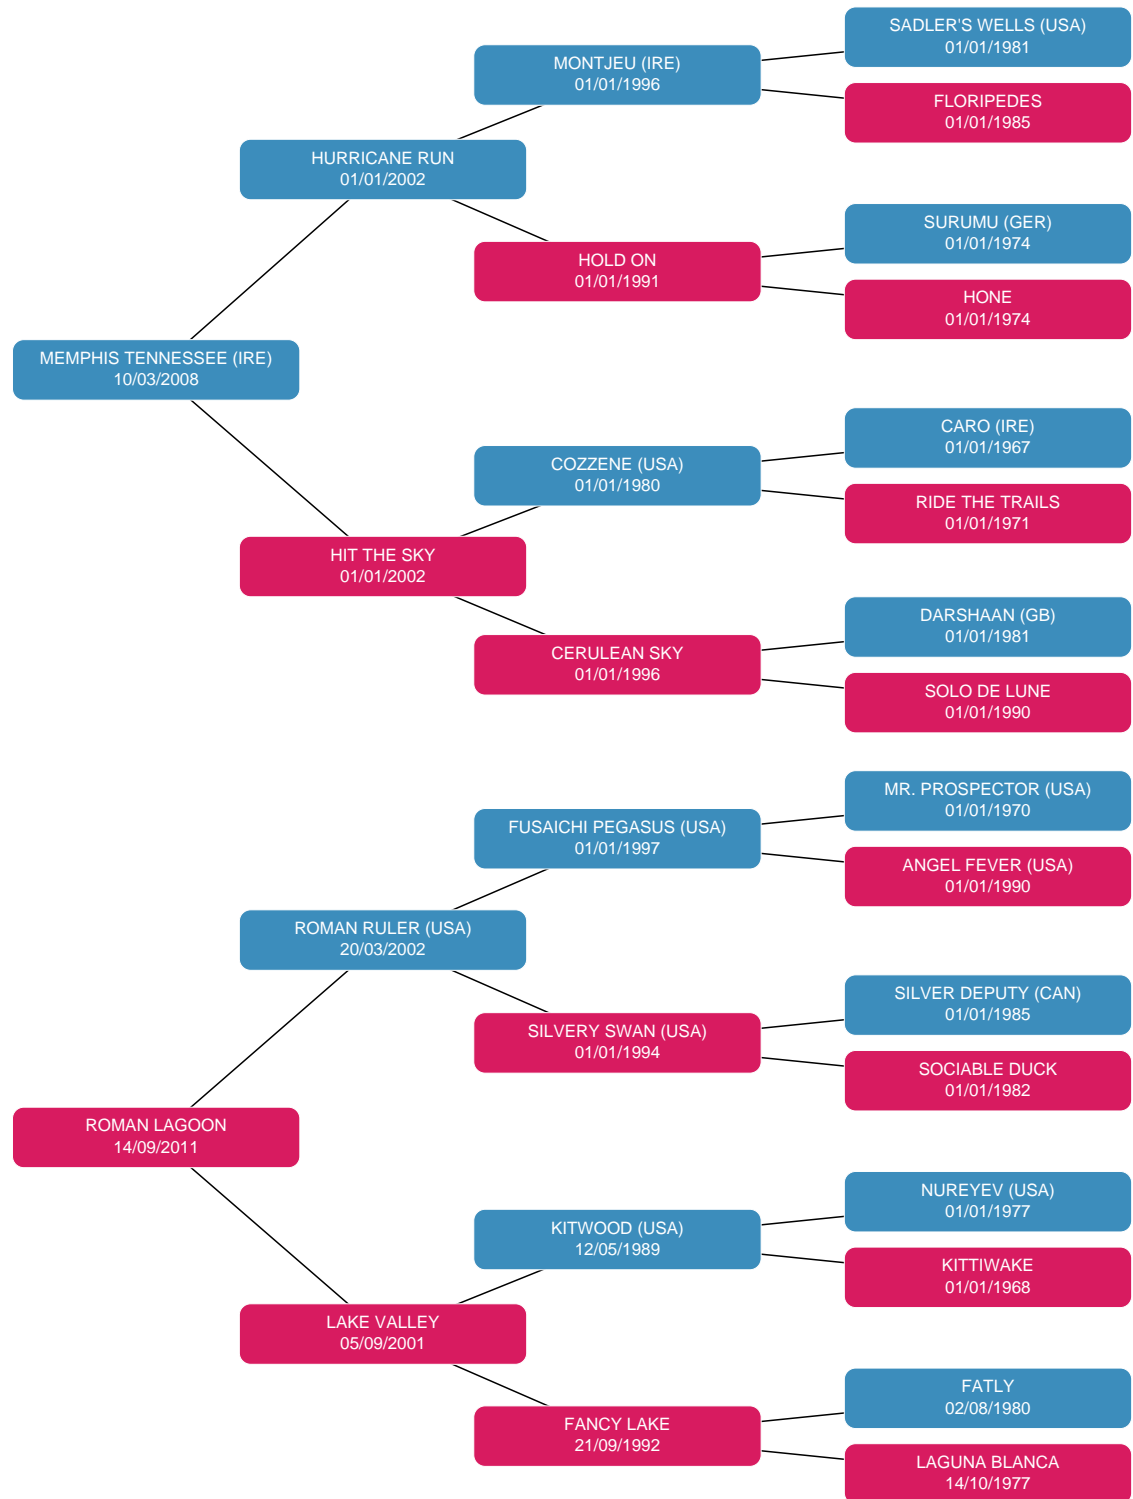 SADLER'S WELLS (USA)
01/01/1981
MONTJEU (IRE)
01/01/1996
FLORIPEDES
01/01/1985
HURRICANE RUN
01/01/2002
SURUMU (GER)
01/01/1974
HOLD ON
01/01/1991
HONE
01/01/1974
MEMPHIS TENNESSEE (IRE)
10/03/2008
CARO (IRE)
01/01/1967
COZZENE (USA)
01/01/1980
RIDE THE TRAILS
01/01/1971
HIT THE SKY
01/01/2002
DARSHAAN (GB)
01/01/1981
CERULEAN SKY
01/01/1996
SOLO DE LUNE
01/01/1990
MR. PROSPECTOR (USA)
01/01/1970
FUSAICHI PEGASUS (USA)
01/01/1997
ANGEL FEVER (USA)
01/01/1990
ROMAN RULER (USA)
20/03/2002
SILVER DEPUTY (CAN)
01/01/1985
SILVERY SWAN (USA)
01/01/1994
SOCIABLE DUCK
01/01/1982
ROMAN LAGOON
14/09/2011
NUREYEV (USA)
01/01/1977
KITWOOD (USA)
12/05/1989
KITTIWAKE
01/01/1968
LAKE VALLEY
05/09/2001
FATLY
02/08/1980
FANCY LAKE
21/09/1992
LAGUNA BLANCA
14/10/1977